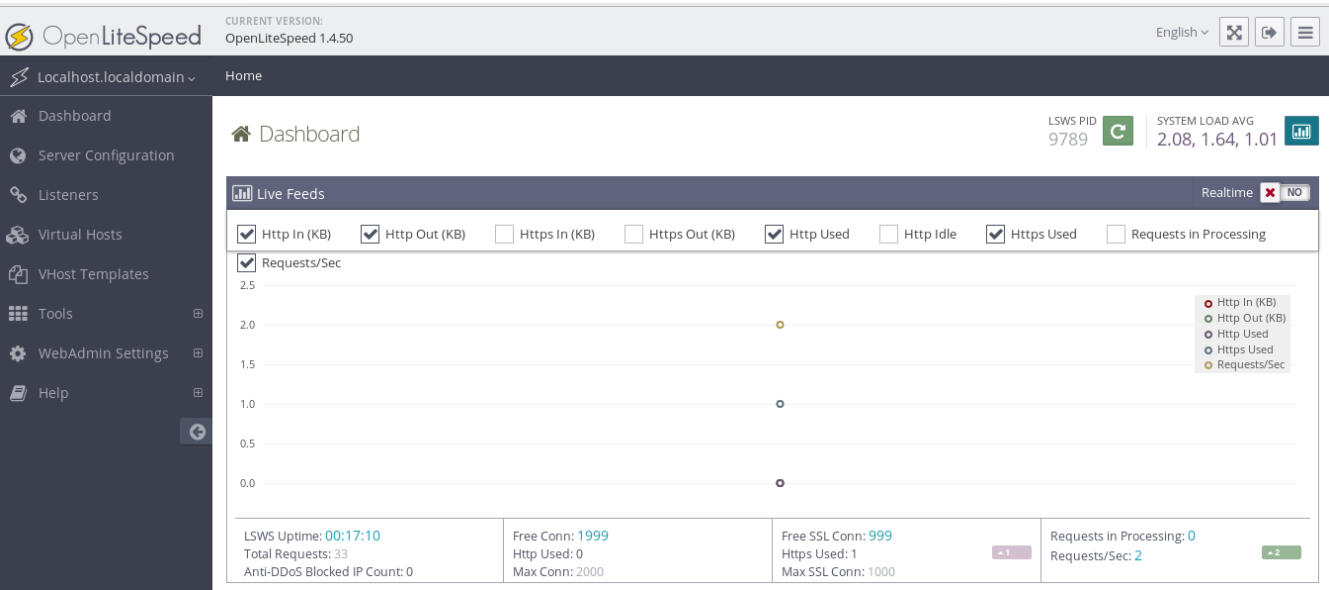 OpenLiteSpeed
CURRENT VERSION:
OpenLiteSpeed 1.4.50
English
Localhost.localdomain
Home
Dashboard
Server Configuration
Listeners
Virtual Hosts
VHost Templates
Tools
WebAdmin Settings
Help
Dashboard
LSWS PID
9789
SYSTEM LOAD AVG
2.08, 1.64, 1.01
Live Feeds
Realtime NO
Http In (KB) Http Out (KB) Https In (KB) Https Out (KB) Http Used Http Idle Https Used Requests in Processing
Requests/Sec
2.5
2.0
1.5
1.0
0.5
0.0
Http In (KB)
Http Out (KB)
Http Used
Https Used
Requests/Sec
LSWS Uptime: 00:17:10
Total Requests: 33
Anti-DDoS Blocked IP Count: 0
Free Conn: 1999
Http Used: 0
Max Conn: 2000
Free SSL Conn: 999
Https Used: 1
Max SSL Conn: 1000
1
Requests in Processing: 0
Requests/Sec: 2
2